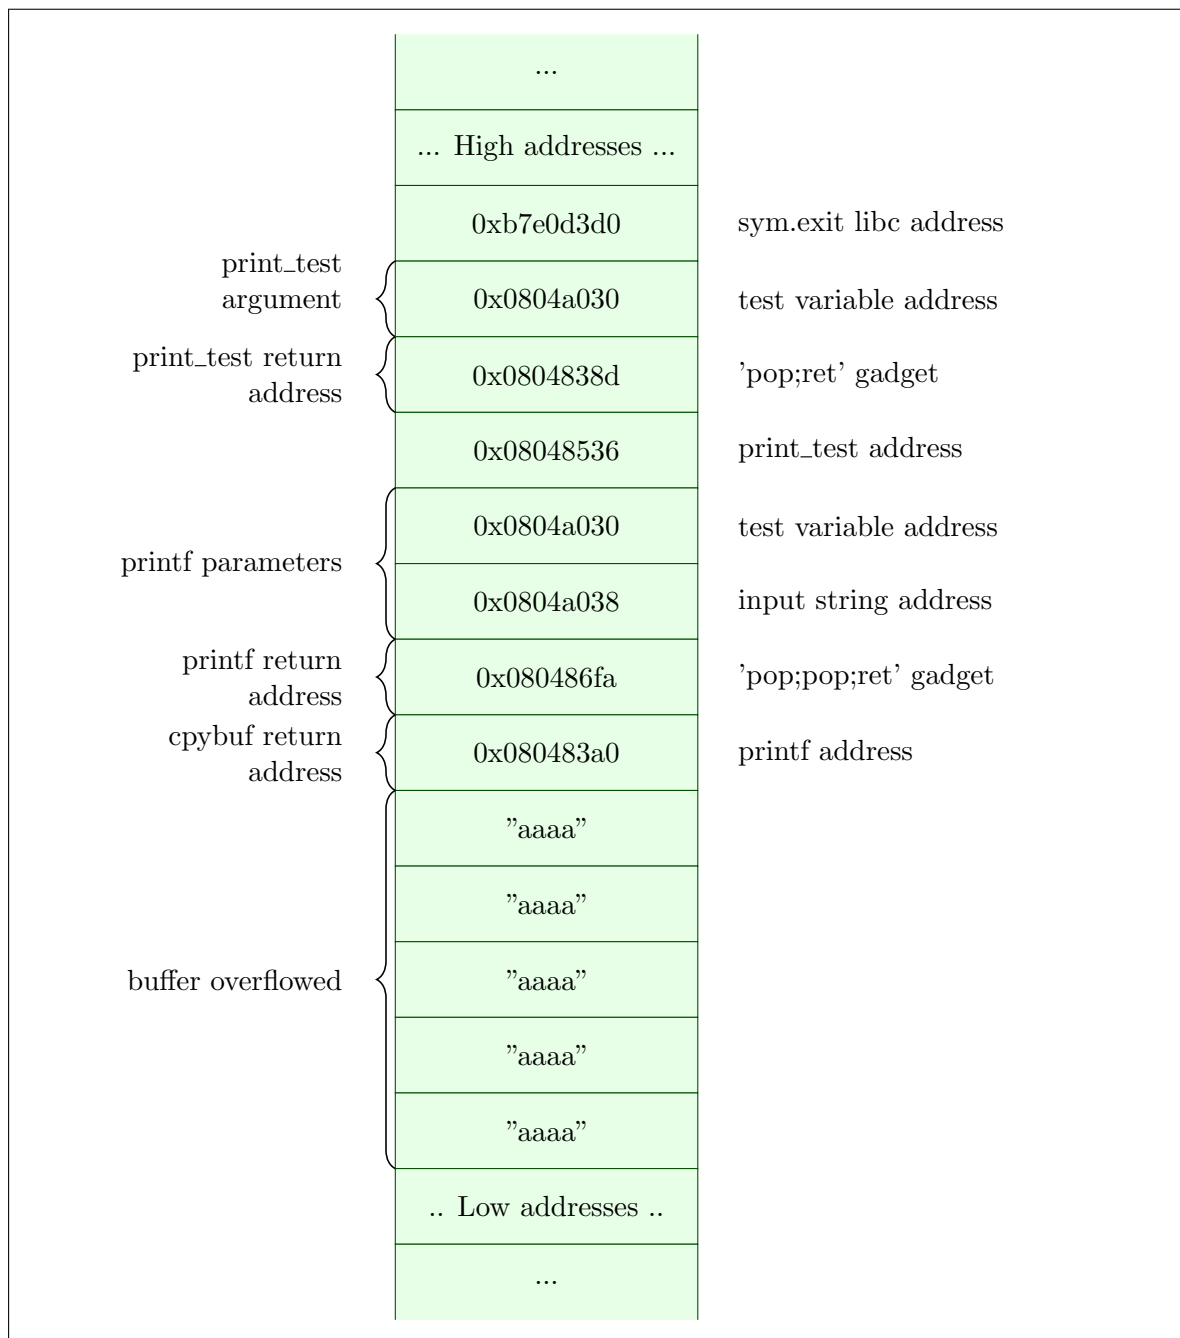 ...
... High addresses ...
0xb7e0d3d0
sym.exit libc address
print_test
argument
0x0804a030
test variable address
print_test return
address
0x0804838d
'pop;ret' gadget
0x08048536
print_test address
0x0804a030
test variable address
printf parameters
0x0804a038
input string address
printf return
address
0x080486fa
'pop;pop;ret' gadget
cpybuf return
address
0x080483a0
printf address
”aaaa”
”aaaa”
buffer overflowed
”aaaa”
”aaaa”
”aaaa”
.. Low addresses ..
...